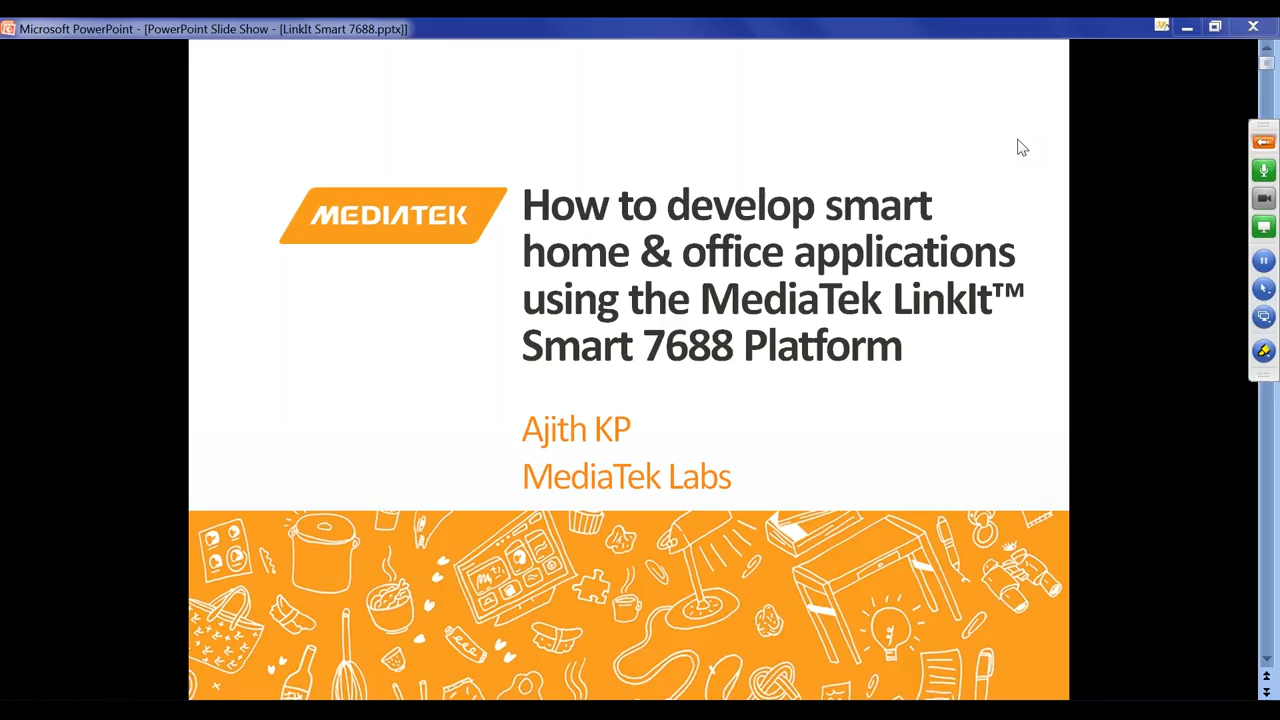 Microsoft PowerPoint - [PowerPoint Slide Show - [LinkIt Smart 7688.pptx]]
MEDIATEK
How to develop smart
home & office applications
using the MediaTek LinkIt™
Smart 7688 Platform
Ajith KP
MediaTek Labs